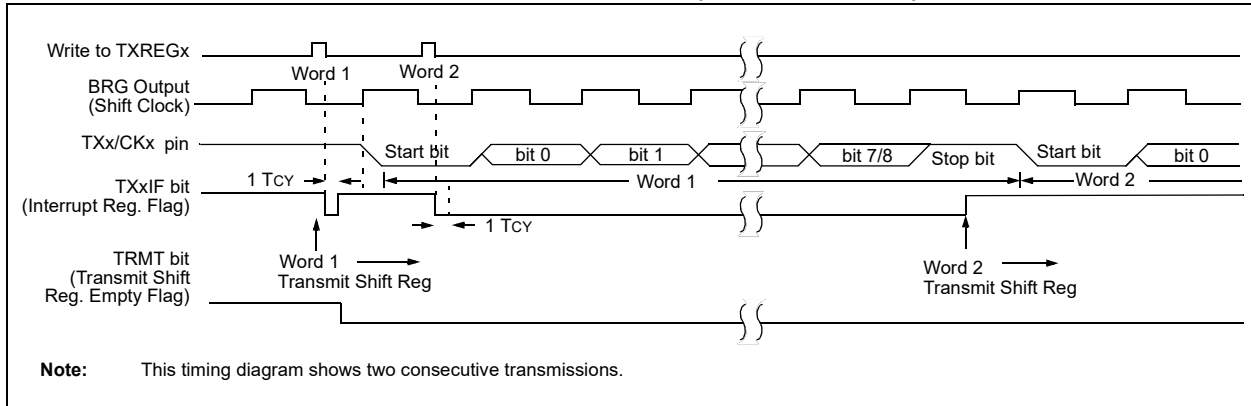 Write to TXREGx
Word 1
Word 2
BRG Output
(Shift Clock)
TXx/CKx pin
Start bit
bit 0
bit 1
bit 7/8
Stop bit
Start bit
bit 0
1 TCY
Word 1
Word 2
TXxIF bit
(Interrupt Reg. Flag)
1 TCY
Word 1
Transmit Shift Reg
Word 2
Transmit Shift Reg
TRMT bit
(Transmit Shift
Reg. Empty Flag)
Note: This timing diagram shows two consecutive transmissions.